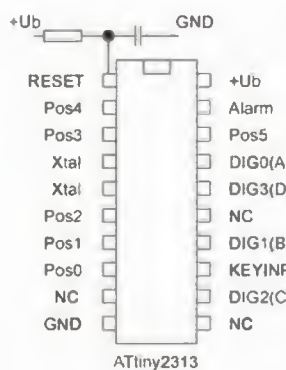 +Ub GND
RESET +Ub
Pos4 Alarm
Pos3 Pos5
Xtal DIG0(A
Xtal DIG3(D
Pos2 NC
Pos1 DIG1(B
Pos0 KEYINP
NC DIG2(C
GND NC
ATtiny2313